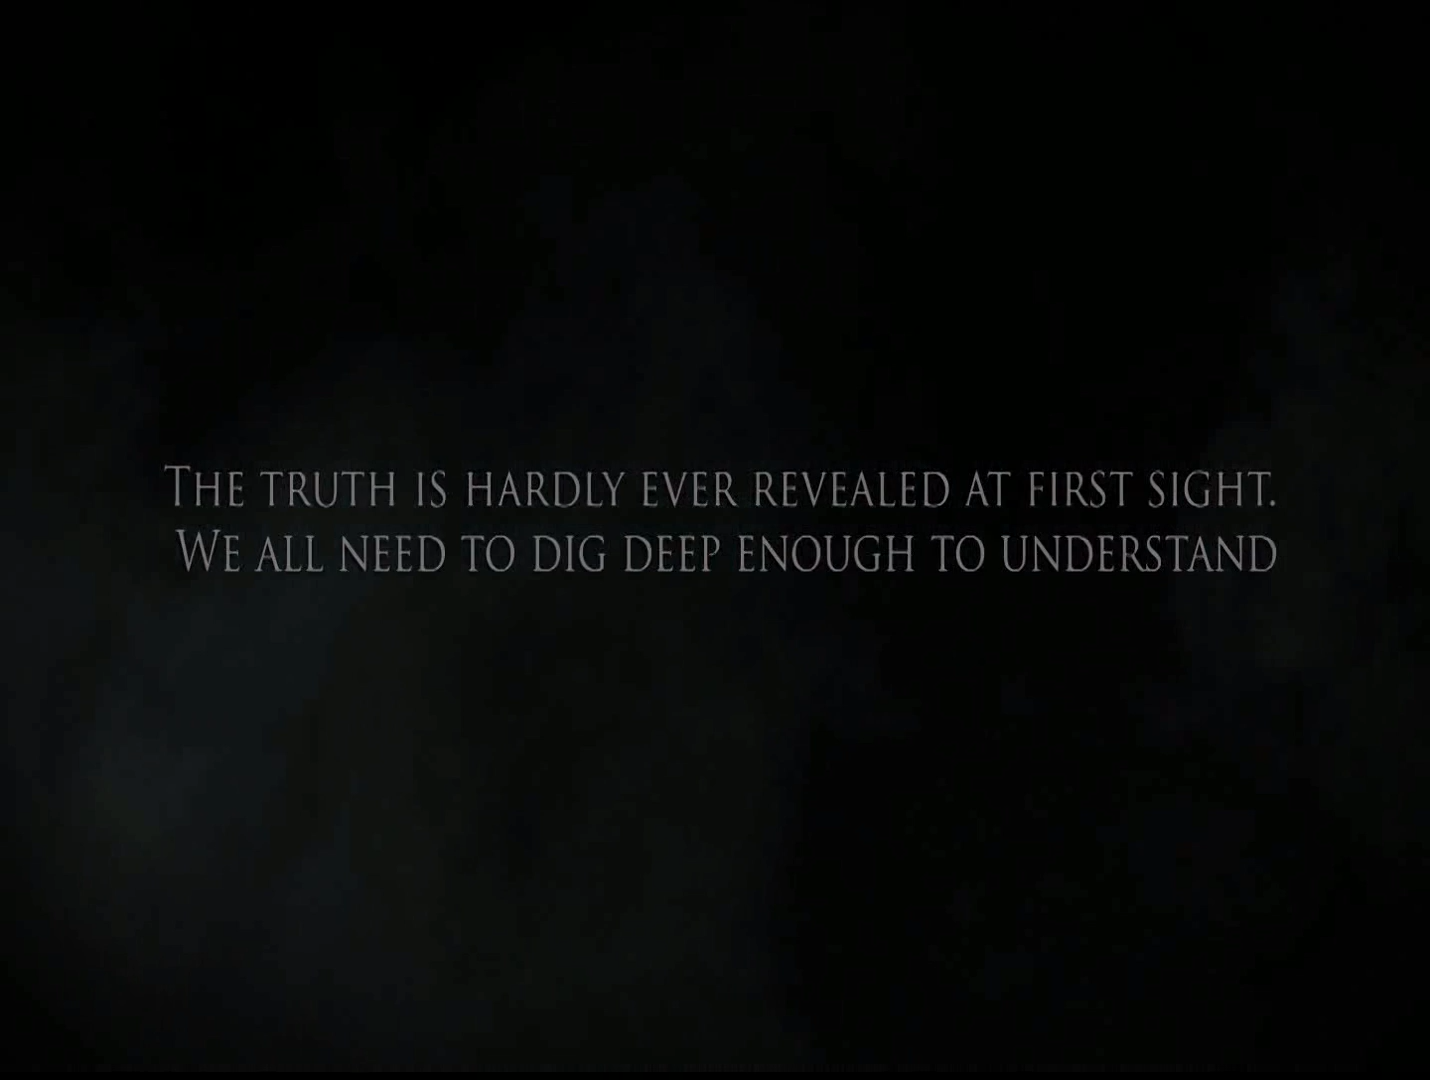 The truth is hardly ever revealed at first sight.
We all need to dig deep enough to understand